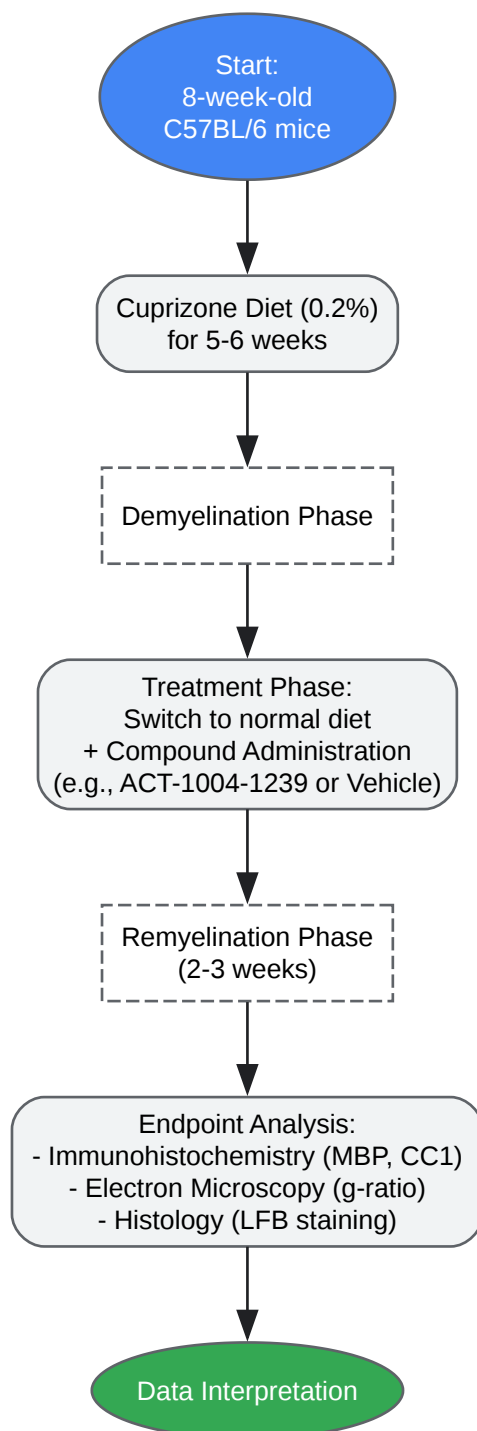 Start:
8-week-old
C57BL/6 mice
Cuprizone Diet (0.2%)
for 5-6 weeks
Demyelination Phase
Treatment Phase:
Switch to normal diet
+ Compound Administration
(e.g., ACT-1004-1239 or Vehicle)
Remyelination Phase
(2-3 weeks)
Endpoint Analysis:
- Immunohistochemistry (MBP, CC1)
- Electron Microscopy (g-ratio)
- Histology (LFB staining)
Data Interpretation